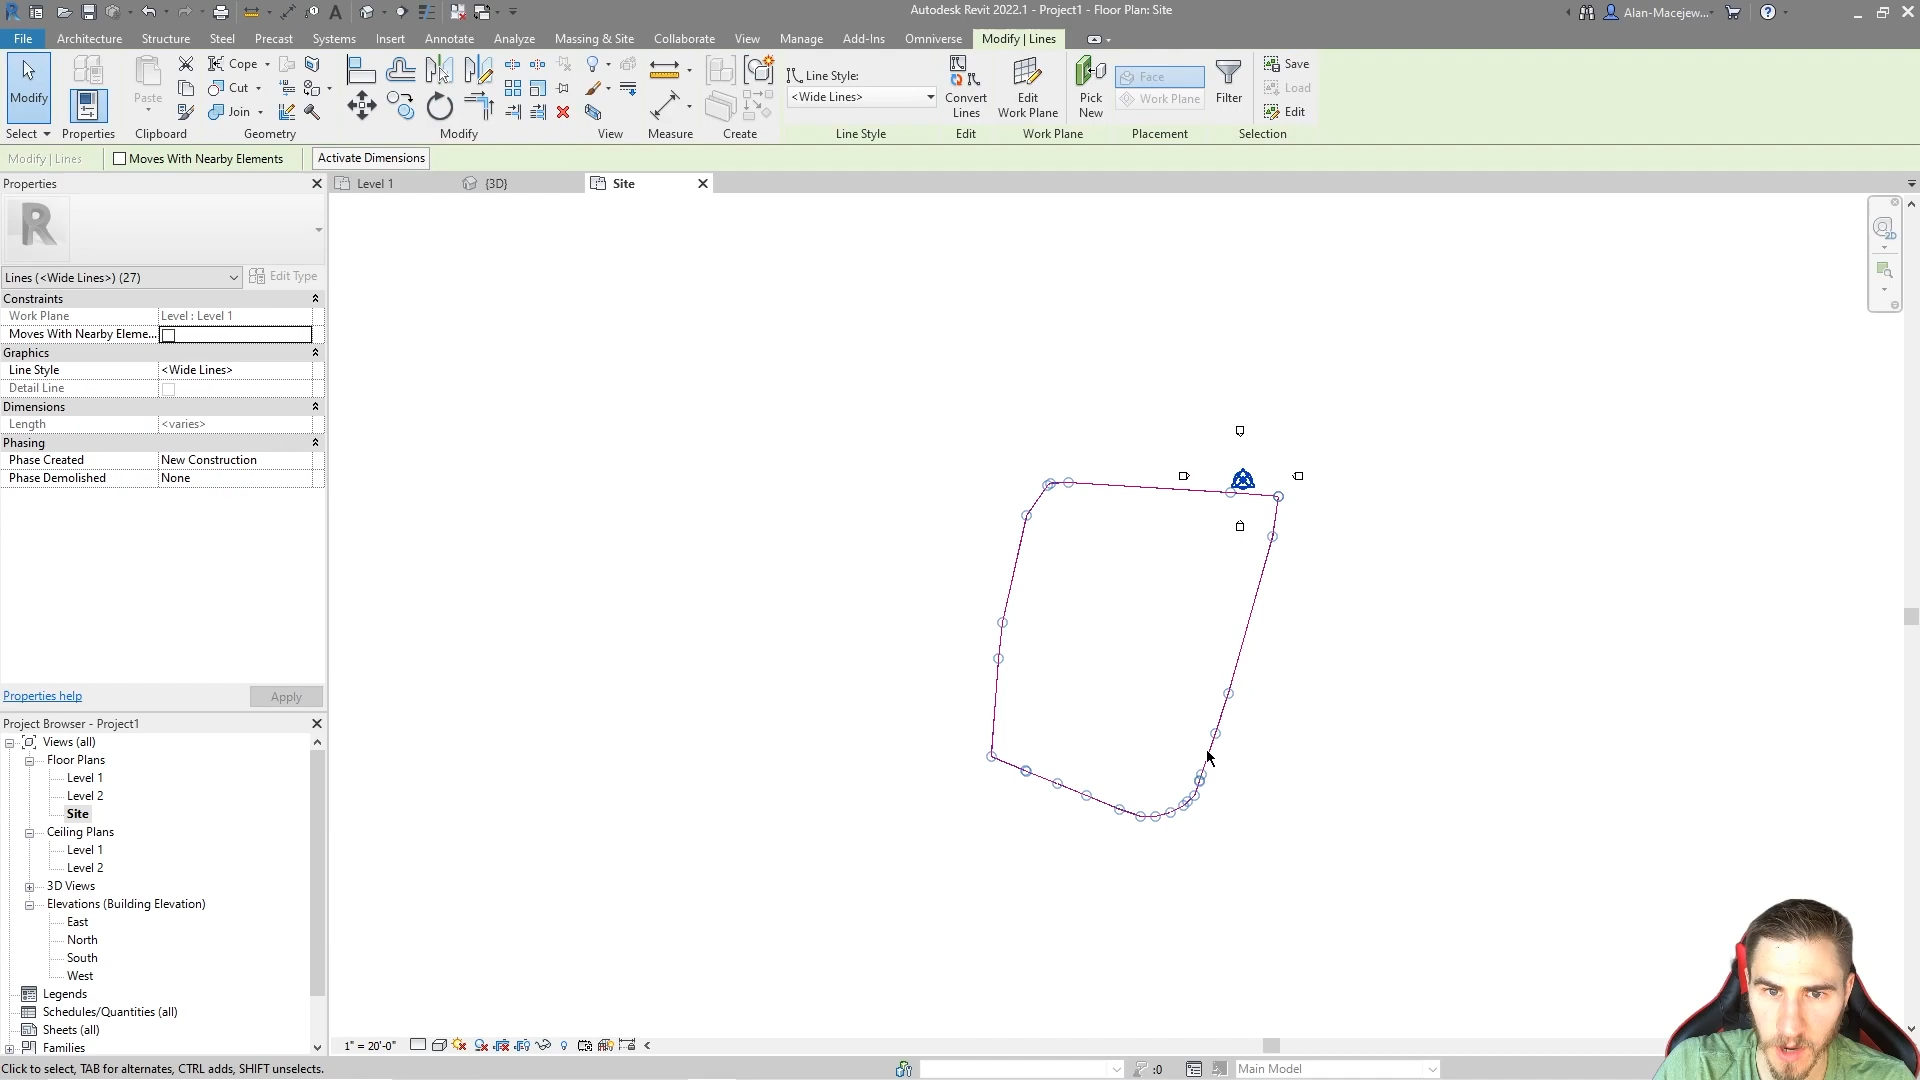 Autodesk Revit 2022.1 - Project1 - Floor Plan: Site
Alan-Macejew...
File Architecture Structure Steel Precast Systems Insert Annotate Analyze Massing & Site Collaborate View Manage Add-Ins Omniverse Modify | Lines
Modify
Paste
Cope
Cut
Join
Line Style:
<Wide Lines>
Convert
Lines
Edit
Work Plane
Pick
New
Face
Work Plane
Filter
Save
Load
Edit
Select Properties Clipboard Geometry Modify View Measure Create Line Style Edit Work Plane Placement Selection
Modify | Lines Moves With Nearby Elements Activate Dimensions
Properties
Level 1 {3D} Site
R
Lines (<Wide Lines>) (27) Edit Type
Constraints
Work Plane Level : Level 1
Moves With Nearby Eleme...
Graphics
Line Style <Wide Lines>
Detail Line
Dimensions
Length <varies>
Phasing
Phase Created New Construction
Phase Demolished None
Properties help Apply
Project Browser - Project1
Views (all)
Floor Plans
Level 1
Level 2
Site
Ceiling Plans
Level 1
Level 2
3D Views
Elevations (Building Elevation)
East
North
South
West
Legends
Schedules/Quantities (all)
Sheets (all)
Families
2D
1" = 20'-0"
Click to select, TAB for alternates, CTRL adds, SHIFT unselects.
:0
Main Model